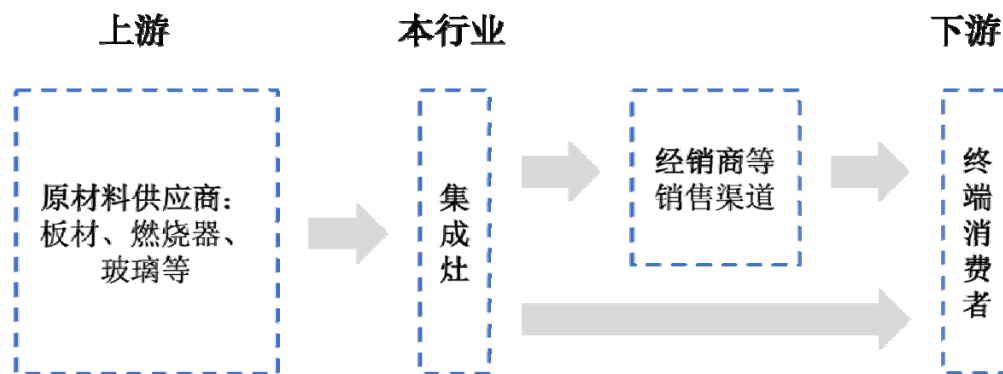 上游
本行业
下游
原材料供应商：
板材、燃烧器、
玻璃等
集成灶
经销商等
销售渠道
终端消费者